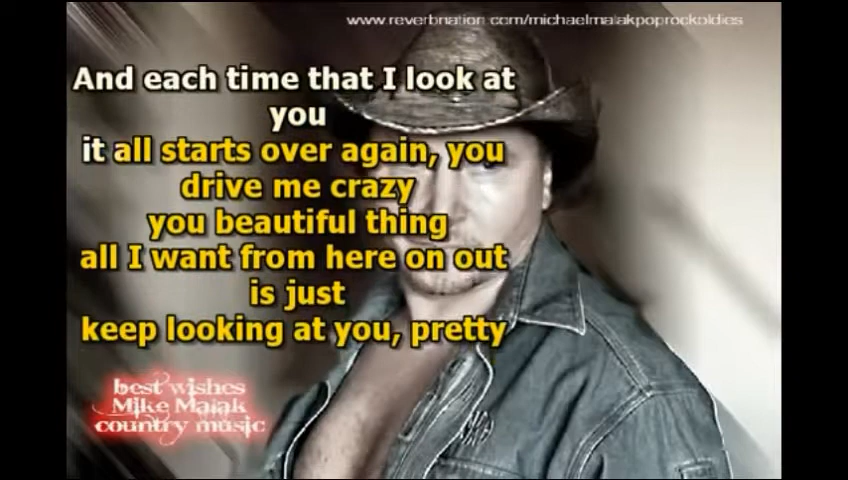 www.reverbnation.com/michaelmalakpoprockoldies
And each time that I look at
you
it all starts over again, you
drive me crazy
you beautiful thing
all I want from here on out
is just
keep looking at you, pretty
best wishes
Mike Malak
country music